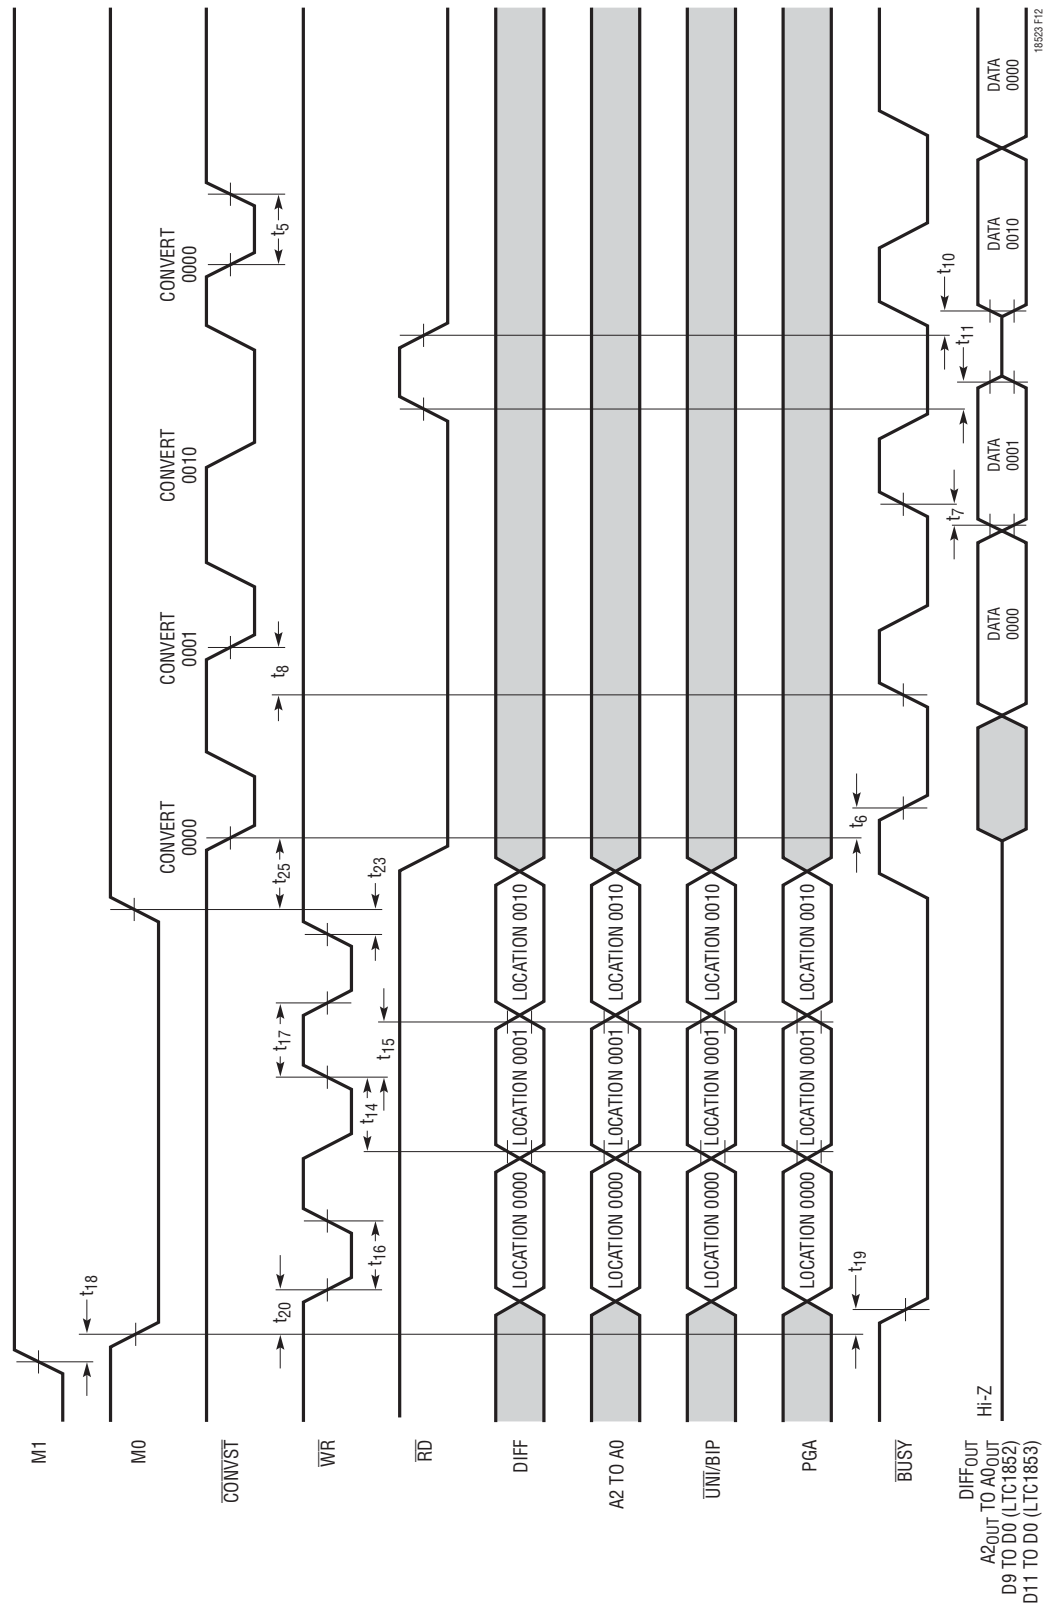 M1
t18
M0
CONVERT
0000
CONVERT
0001
CONVERT
0010
CONVERT
0000
CONVST
t20
t17
t25
t8
t5
WR
t16
t14
t15
t23
RD
DIFF
LOCATION 0000
LOCATION 0001
LOCATION 0010
A2 TO A0
LOCATION 0000
LOCATION 0001
LOCATION 0010
UNI/BIP
LOCATION 0000
LOCATION 0001
LOCATION 0010
PGA
LOCATION 0000
LOCATION 0001
LOCATION 0010
t19
t6
BUSY
t7
t11
t10
DIFFOUT
A2OUT TO A0OUT
D9 TO D0 (LTC1852)
D11 TO D0 (LTC1853)
Hi-Z
DATA
0000
DATA
0001
DATA
0010
DATA
0000
18523 F12